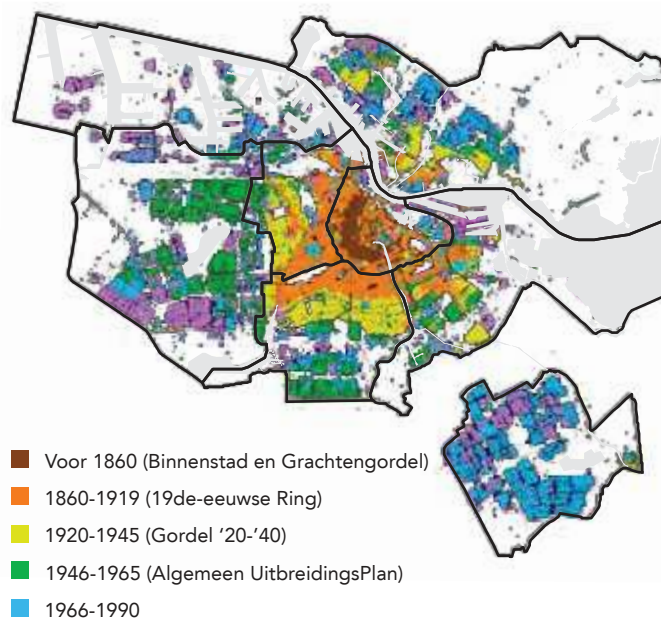 Voor 1860 (Binnenstad en Grachtengordel)
1860-1919 (19de-eeuwse Ring)
1920-1945 (Gordel ’20-’40)
1946-1965 (Algemeen UitbreidingsPlan)
1966-1990